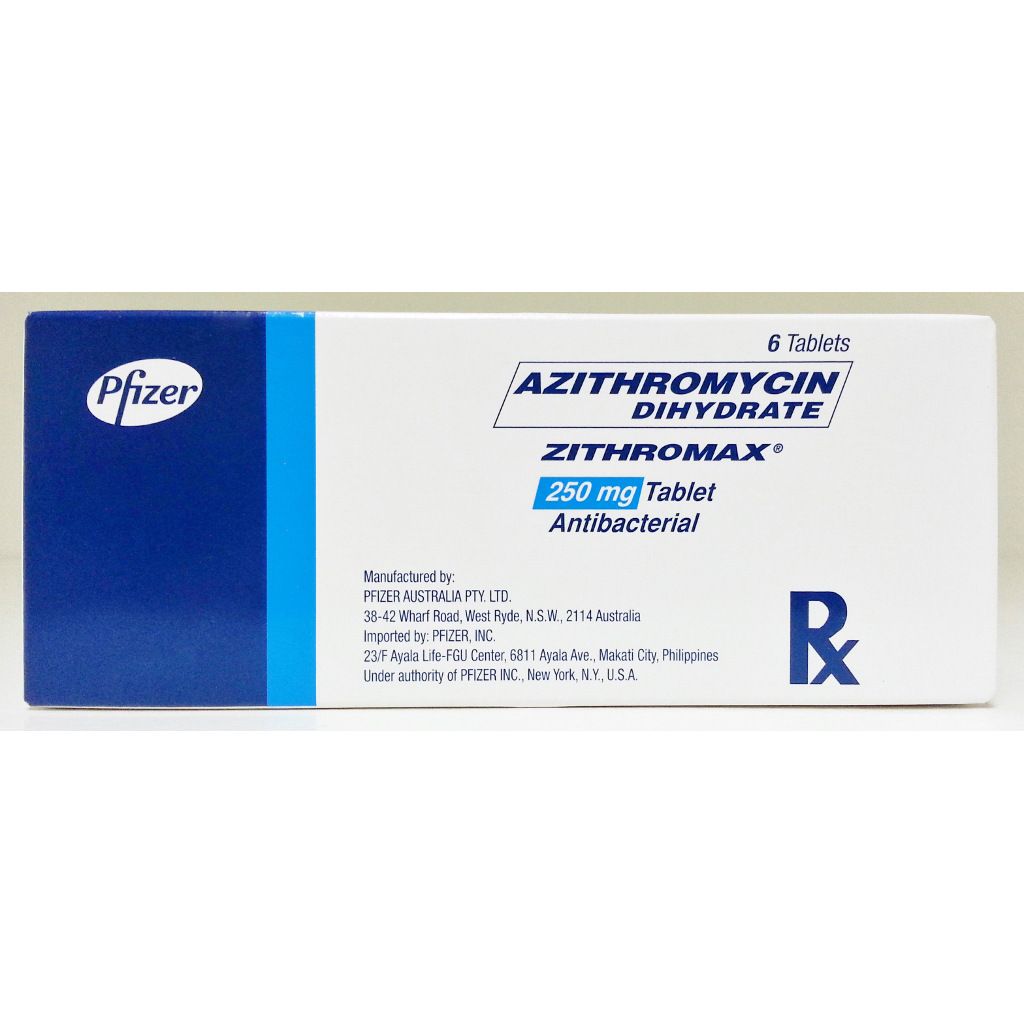 Pfizer
6 Tablets
AZITHROMYCIN
DIHYDRATE
ZITHROMAX®
250 mg Tablet
Antibacterial
Manufactured by:
PFIZER AUSTRALIA PTY. LTD.
38-42 Wharf Road, West Ryde, N.S.W., 2114 Australia
Imported by: PFIZER, INC.
23/F Ayala Life-FGU Center, 6811 Ayala Ave., Makati City, Philippines
Under authority of PFIZER INC., New York, N.Y., U.S.A.
Rx